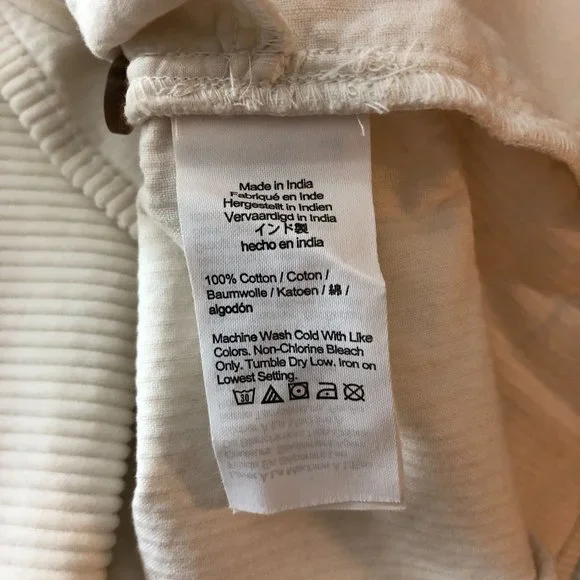 Made in India
Fabriqué en Inde
Hergestellt in Indien
Vervaardigd in India
インド製
hecho en india
100% Cotton / Coton /
Baumwolle / Katoen / 綿 /
algodón
Machine Wash Cold With Like
Colors. Non-Chlorine Bleach
Only. Tumble Dry Low. Iron on
Lowest Setting.
30